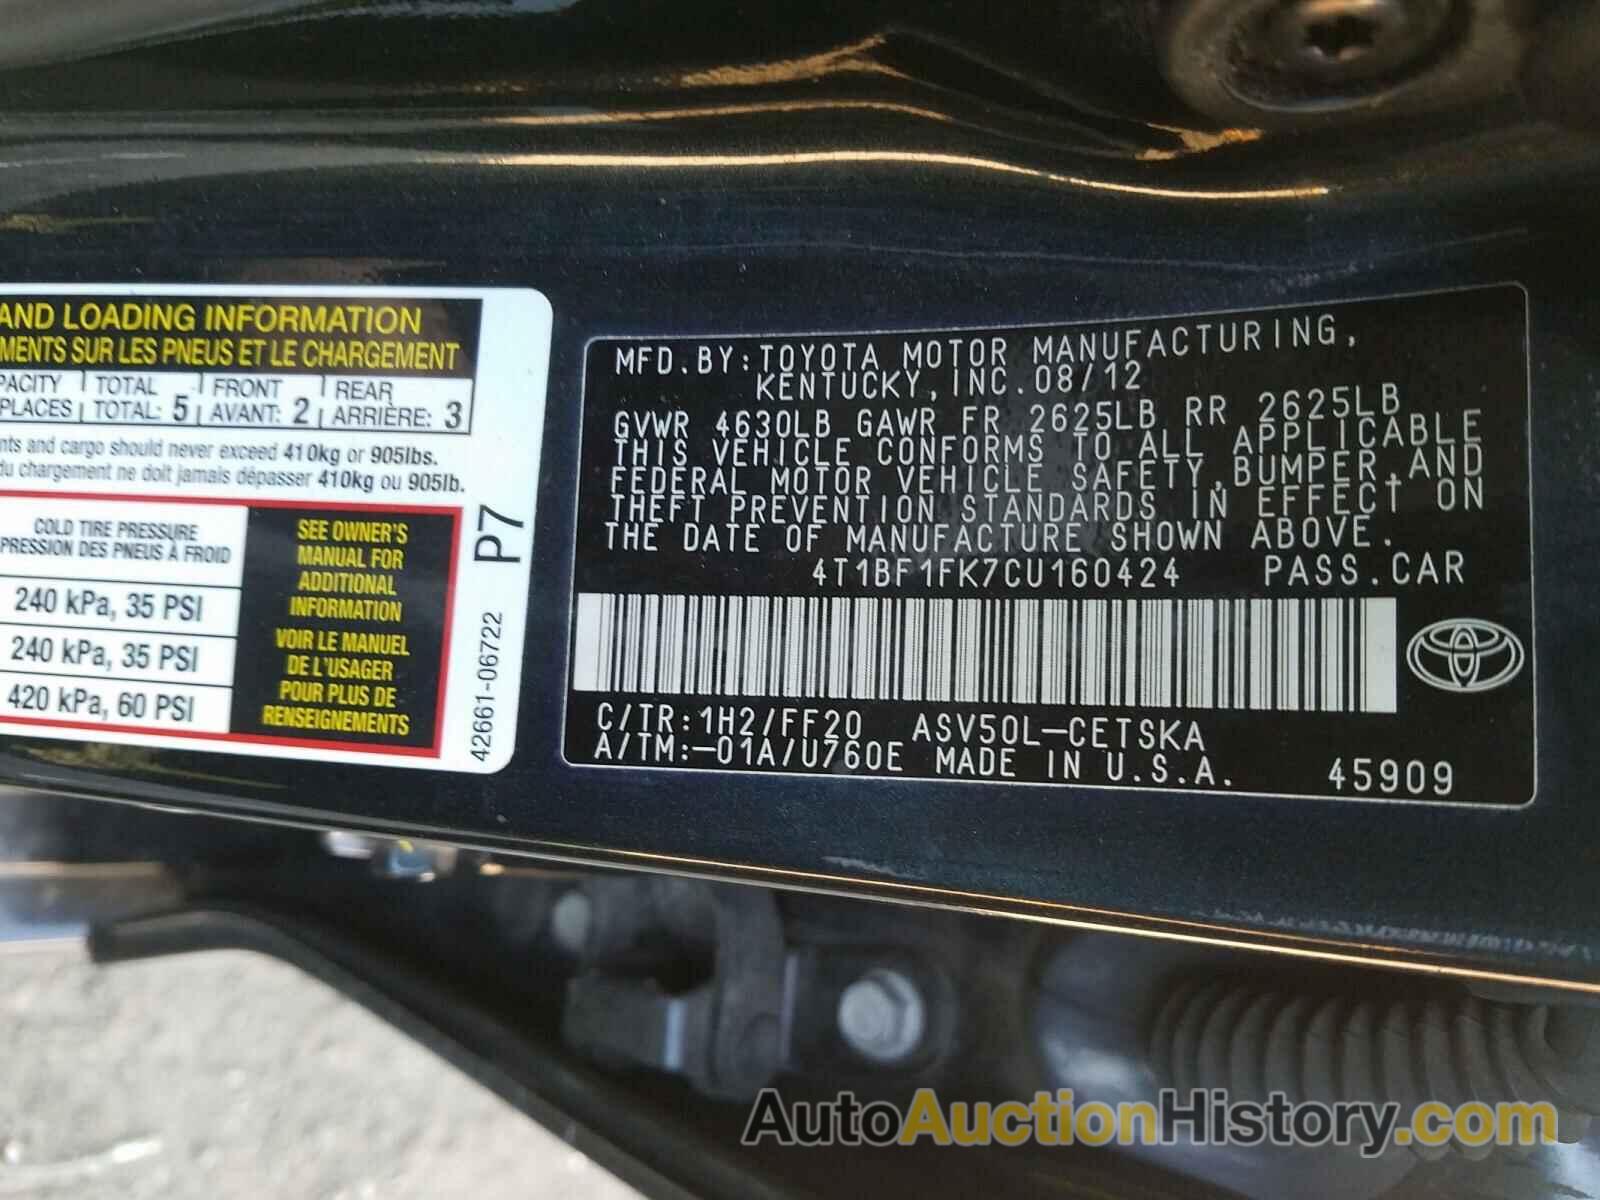 AND LOADING INFORMATION
MENTS SUR LES PNEUS ET LE CHARGEMENT
PACITY TOTAL FRONT REAR
PLACES TOTAL: 5 AVANT: 2 ARRIÈRE: 3
nts and cargo should never exceed 410kg or 905lbs.
du chargement ne doit jamais dépasser 410kg ou 905lb.
COLD TIRE PRESSURE
PRESSION DES PNEUS À FROID
240 kPa, 35 PSI
240 kPa, 35 PSI
420 kPa, 60 PSI
SEE OWNER'S
MANUAL FOR
ADDITIONAL
INFORMATION
VOIR LE MANUEL
DE L'USAGER
POUR PLUS DE
RENSEIGNEMENTS
42661-06722 P7
MFD.BY:TOYOTA MOTOR MANUFACTURING,
KENTUCKY,INC.08/12
GVWR 4630LB GAWR FR 2625LB RR 2625LB
THIS VEHICLE CONFORMS TO ALL APPLICABLE
FEDERAL MOTOR VEHICLE SAFETY,BUMPER,AND
THEFT PREVENTION STANDARDS IN EFFECT ON
THE DATE OF MANUFACTURE SHOWN ABOVE.
4T1BF1FK7CU160424 PASS.CAR
C/TR:1H2/FF20 ASV50L-CETSKA
A/TM:-01A/U760E MADE IN U.S.A. 45909
AutoAuctionHistory.com